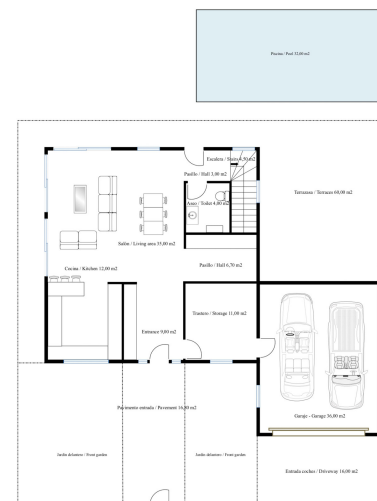 Piscina / Pool 32,00 m2
Escalera / Stairs 4,50 m2
Pasillo / Hall 3,00 m2
Terrazas / Terraces 60,00 m2
Aseo / Toilet 4,00 m2
Salón / Living area 35,00 m2
Pasillo / Hall 6,70 m2
Cocina / Kitchen 12,00 m2
Trastero / Storage 11,00 m2
Entrance 9,00 m2
Pavimento entrada / Pavement 16,00 m2
Garaje - Garage 36,00 m2
Jardín delantero / Front garden
Jardín delantero / Front garden
Entrada coches / Driveway 16,00 m2